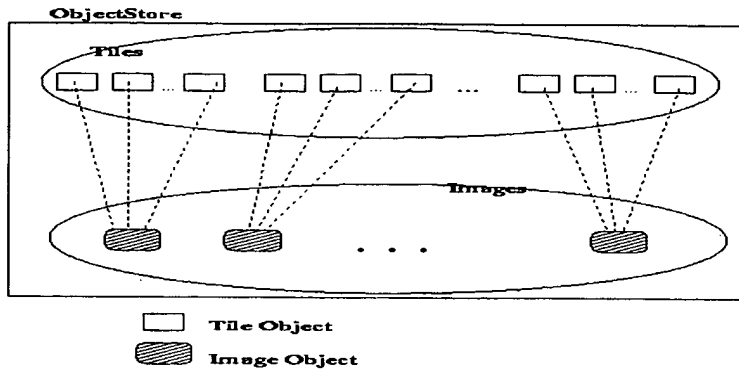 ObjectStore
Tiles
Images
Tile Object
Image Object